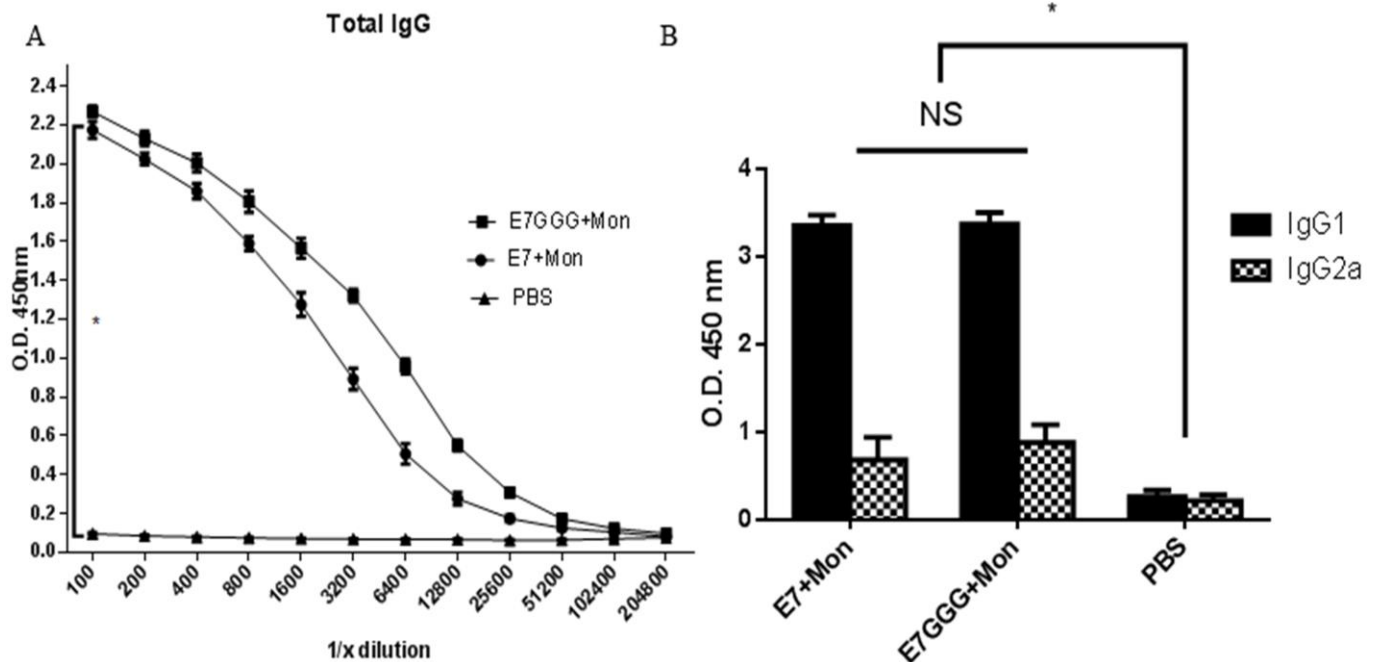 A
Total IgG
O.D. 450nm
2.4
2.2
2.0
1.8
1.6
1.4
1.2
1.0
0.8
0.6
0.4
0.2
0.0
*
E7GGG+Mon
E7+Mon
PBS
100
200
400
800
1600
3200
6400
12800
25600
51200
102400
204800
1/x dilution
B
*
NS
O.D. 450 nm
4
3
2
1
0
IgG1
IgG2a
E7+Mon
E7GGG+Mon
PBS